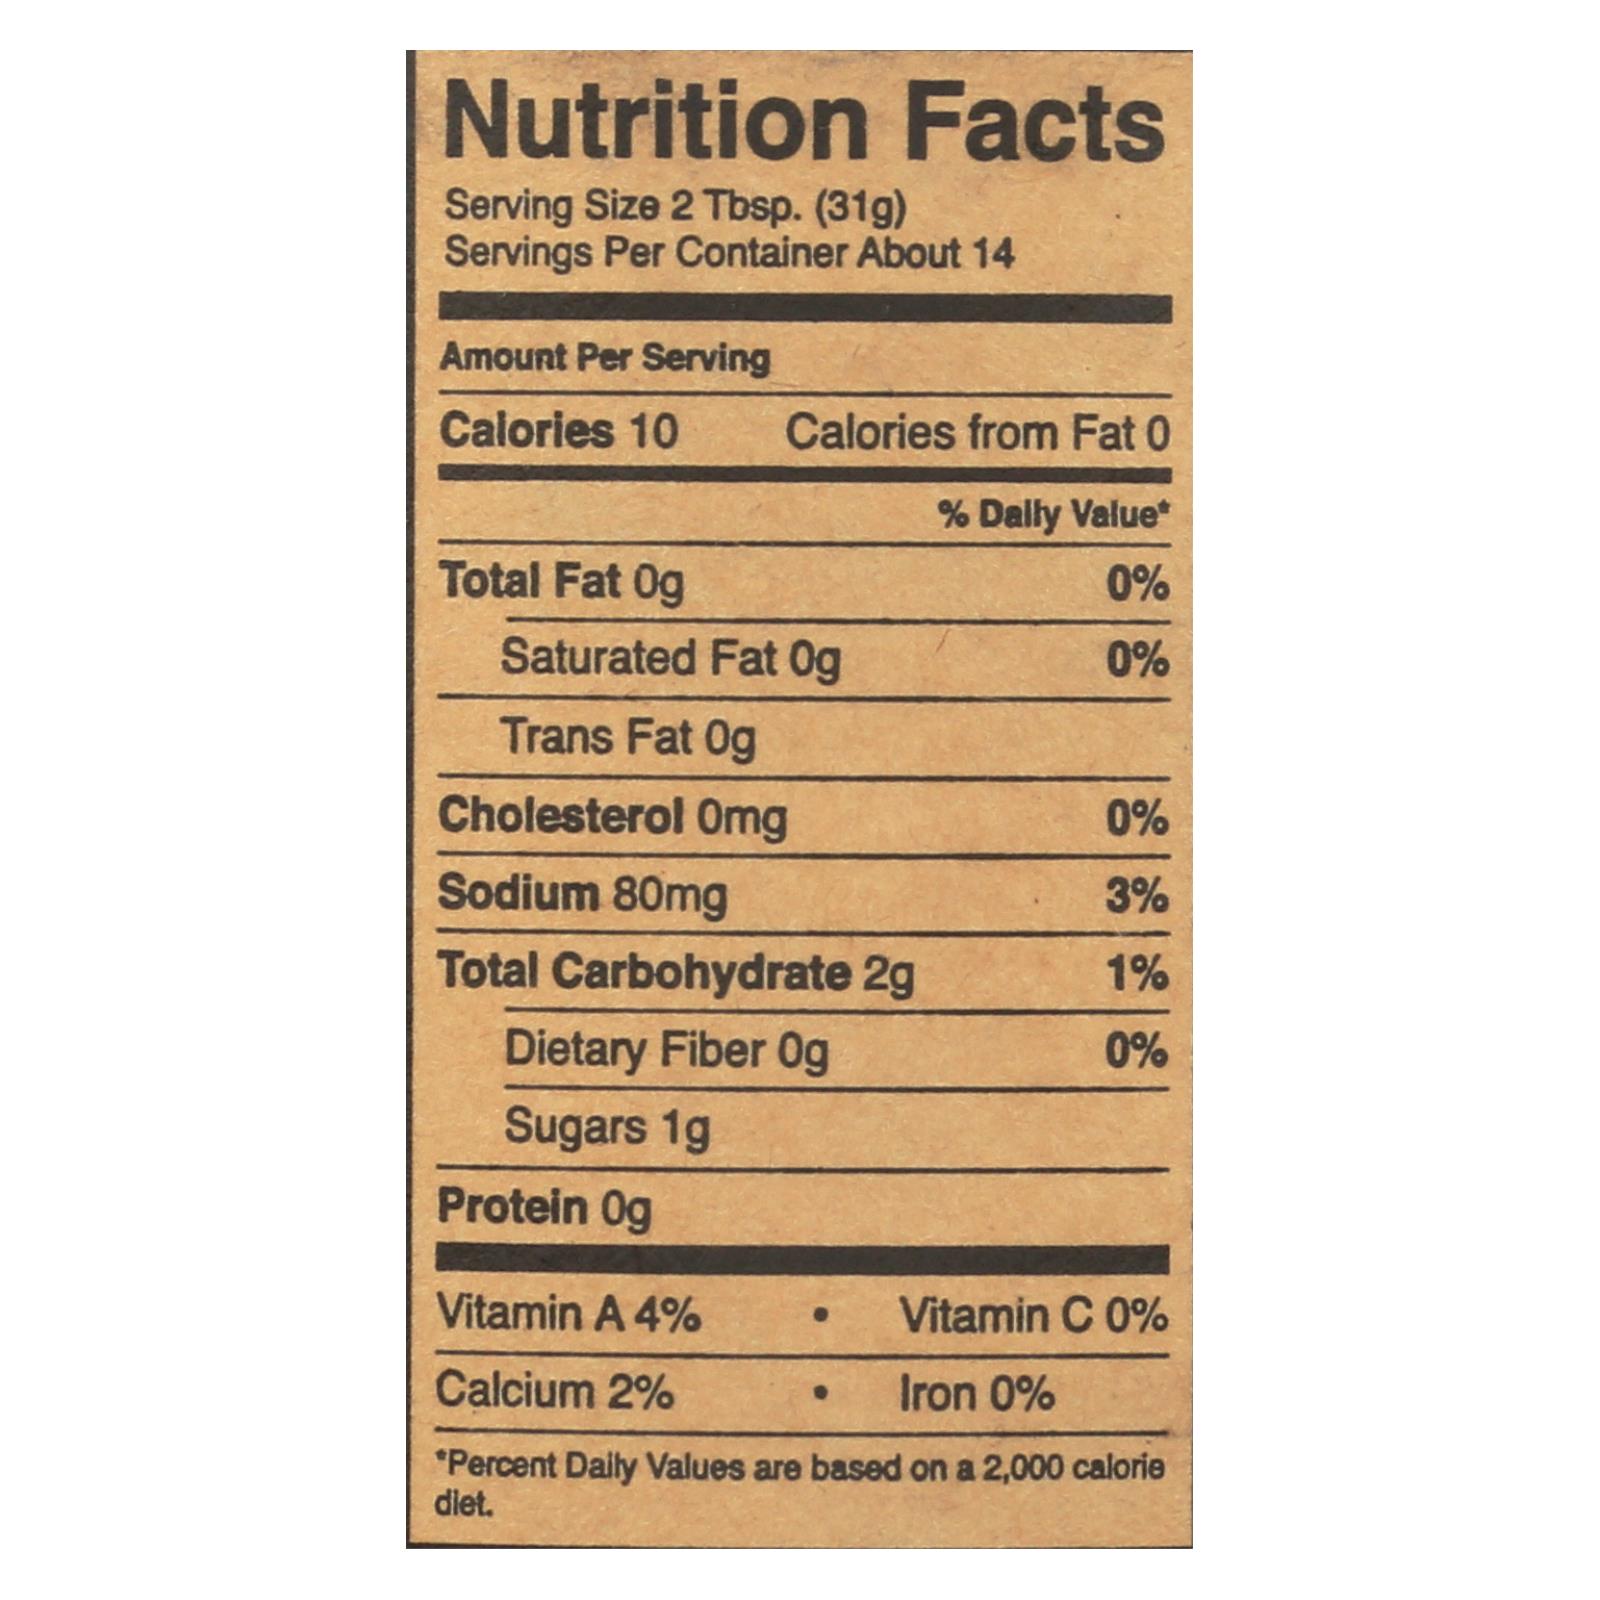 Nutrition Facts
Serving Size 2 Tbsp. (31g)
Servings Per Container About 14
Amount Per Serving
Calories 10 Calories from Fat 0
% Daily Value*
Total Fat 0g 0%
Saturated Fat 0g 0%
Trans Fat 0g
Cholesterol 0mg 0%
Sodium 80mg 3%
Total Carbohydrate 2g 1%
Dietary Fiber 0g 0%
Sugars 1g
Protein 0g
Vitamin A 4% • Vitamin C 0%
Calcium 2% • Iron 0%
*Percent Daily Values are based on a 2,000 calorie
diet.